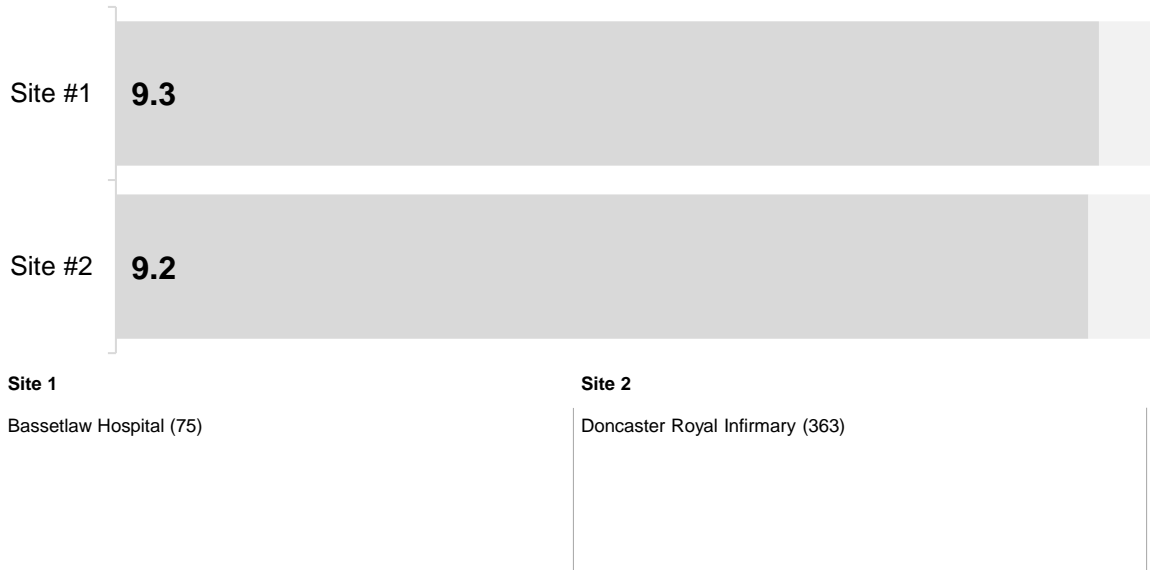 Site #1 9.3
Site #2 9.2
Site 1 Site 2
Bassetlaw Hospital (75) Doncaster Royal Infirmary (363)